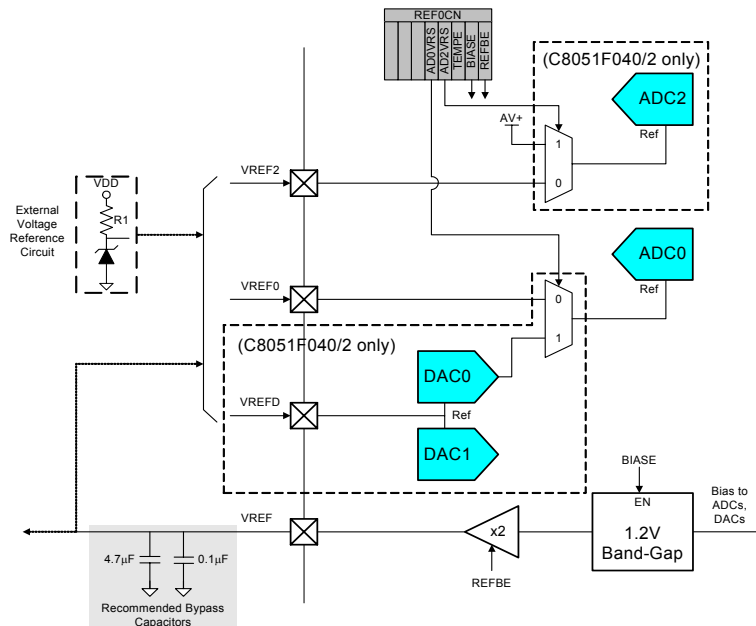 REF0CN
AD0VRS
AD2VRS
TEMPE
BIASE
REFBE
(C8051F040/2 only)
ADC2
AV+
Ref
1
0
VREF2
VDD
R1
External
Voltage
Reference
Circuit
ADC0
Ref
VREF0
0
1
(C8051F040/2 only)
DAC0
VREFD
Ref
DAC1
BIASE
EN
Bias to
ADCs,
DACs
VREF
x2
1.2V
Band-Gap
REFBE
4.7μF
0.1μF
Recommended Bypass
Capacitors